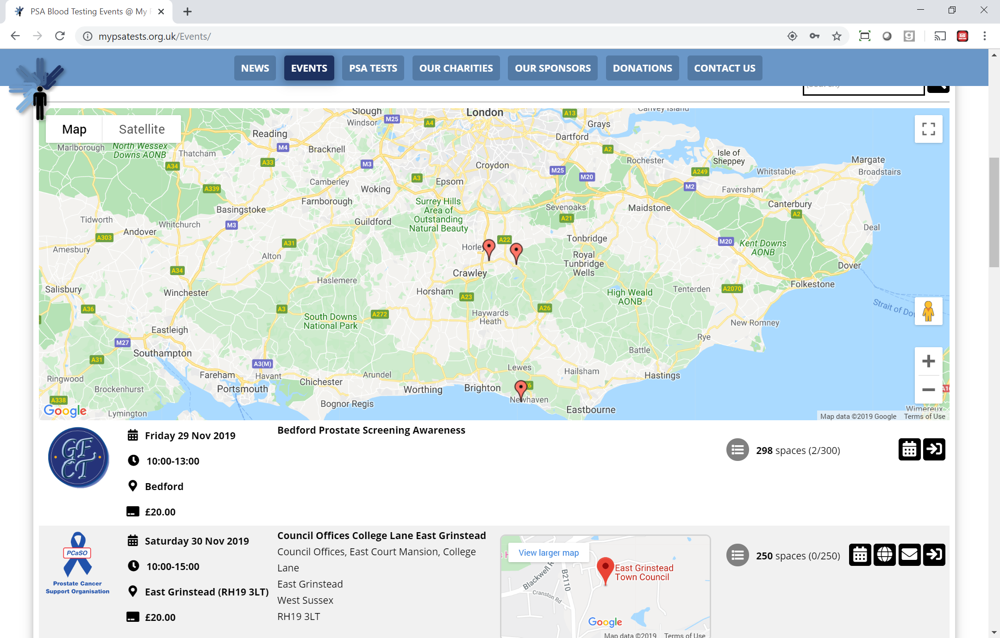 PSA Blood Testing Events @ My
mypsatests.org.uk/Events/
NEWS
EVENTS
PSA TESTS
OUR CHARITIES
OUR SPONSORS
DONATIONS
CONTACT US
Map
Satellite
London
Slough
Windsor
M25
A4
A13
Canvey Island
Grays
Reading
Dartford
Marlborough
North Wessex
Downs AONB
Thatcham
M4
Bracknell
A2
Isle of
Sheppey
A34
A33
M3
Croydon
Rochester
Margate
M25
M20
A249
Whitstable
Broadstairs
Camberley
A3
Epsom
A339
Woking
M2
Faversham
Farnborough
Surrey Hills
Area of
Outstanding
Natural Beauty
Sevenoaks
Maidstone
Canterbury
Basingstoke
A2
Tidworth
Whitchurch
M3
Guildford
A21
Andover
Deal
A303
A31
Horley
A22
Tonbridge
M20
Kent Downs
AONB
Amesbury
Alton
Royal
Tunbridge
Wells
A34
Crawley
Dover
Haslemere
Salisbury
Winchester
Horsham
A23
High Weald
AONB
Tenterden
A2070
Folkestone
A36
A3
South Downs
National Park
A272
Haywards
Heath
A26
Strait of Do
Eastleigh
New Romney
M27
Rye
Southampton
Battle
A31
A3(M)
Lewes
Hailsham
Hastings
Ringwood
Fareham
Havant
Arundel
Chichester
Brockenhurst
Portsmouth
Worthing
Brighton
6
A338
Newhaven
Bognor Regis
Eastbourne
Google
Lymington
Wimereux
Map data ©2019 Google
Terms of Use
GF
CT
Friday 29 Nov 2019
10:00-13:00
Bedford
£20.00
Bedford Prostate Screening Awareness
298 spaces (2/300)
PCaSO
Prostate Cancer
Support Organisation
Saturday 30 Nov 2019
10:00-15:00
East Grinstead (RH19 3LT)
£20.00
Council Offices College Lane East Grinstead
Council Offices, East Court Mansion, College
Lane
East Grinstead
West Sussex
RH19 3LT
View larger map
Blackwell R
B2110
Cranston Rd
East Grinstead
Town Council
Google
Map data ©2019
Terms of Use
250 spaces (0/250)